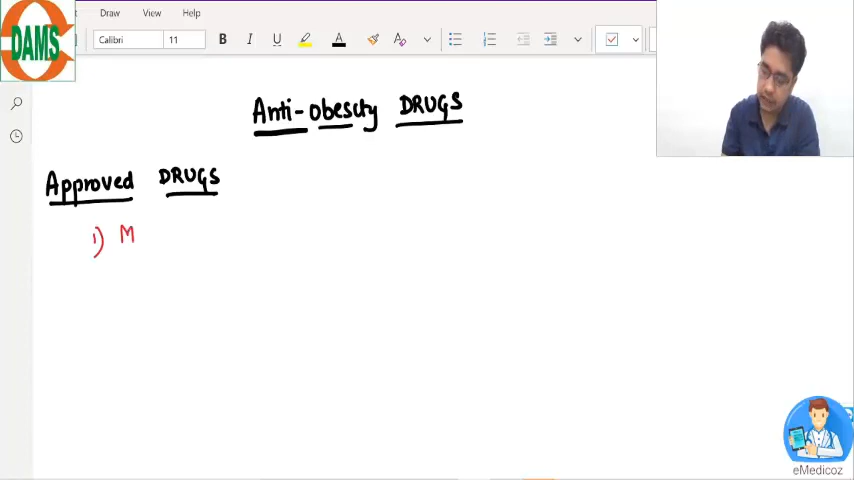 DAMS
Draw View Help
Calibri 11 B I U A A
Anti-obesity DRUGS
Approved DRUGS
1) M
eMedicoz